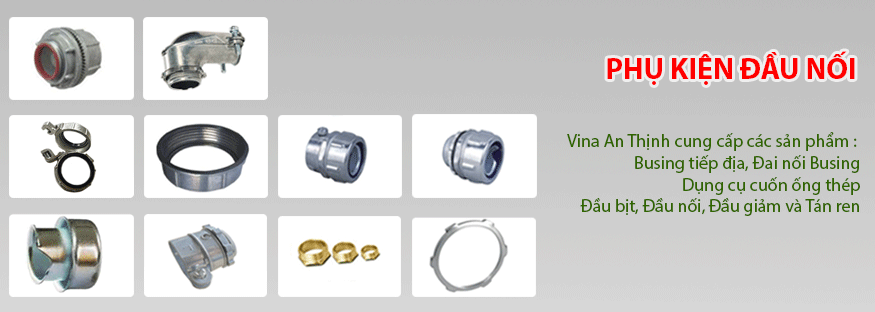 PHỤ KIỆN ĐẦU NỐI
Vina An Thịnh cung cấp các sản phẩm :
Busing tiếp địa, Đai nối Busing
Dụng cụ cuốn ống thép
Đầu bịt, Đầu nối, Đầu giảm và Tán ren